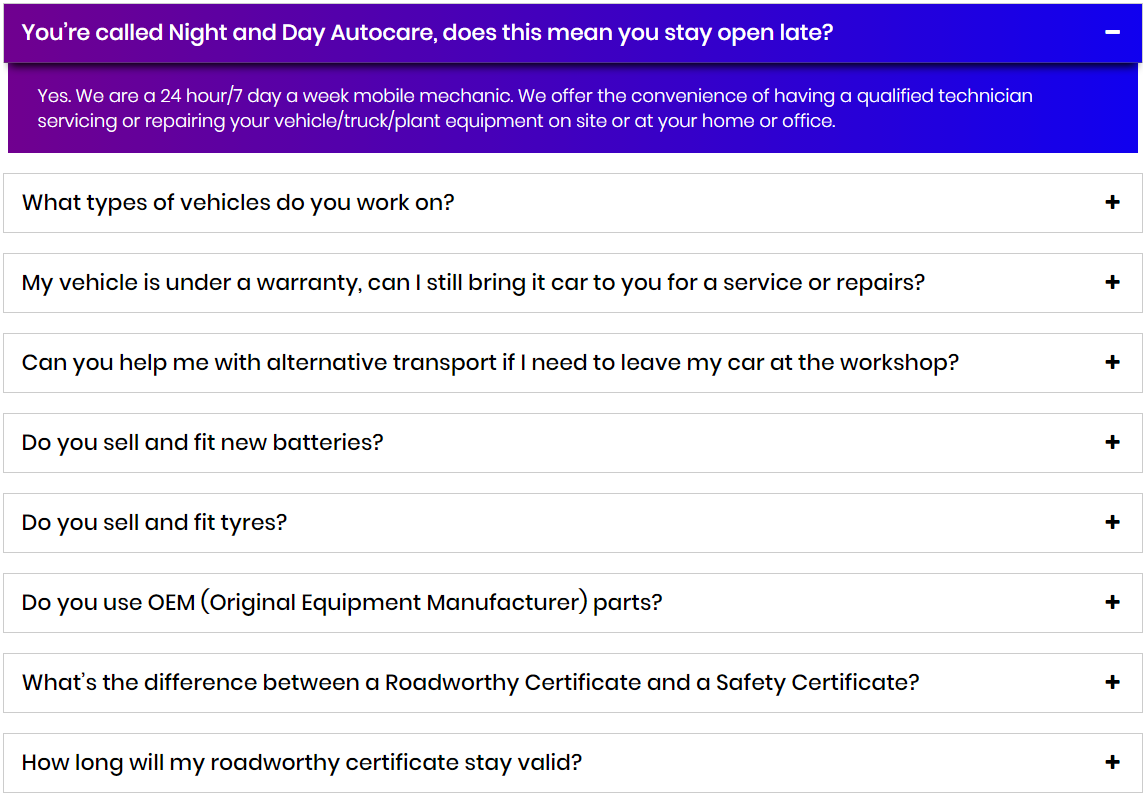 You’re called Night and Day Autocare, does this mean you stay open late?
Yes. We are a 24 hour/7 day a week mobile mechanic. We offer the convenience of having a qualified technician
servicing or repairing your vehicle/truck/plant equipment on site or at your home or office.
What types of vehicles do you work on?
My vehicle is under a warranty, can I still bring it car to you for a service or repairs?
Can you help me with alternative transport if I need to leave my car at the workshop?
Do you sell and fit new batteries?
Do you sell and fit tyres?
Do you use OEM (Original Equipment Manufacturer) parts?
What’s the difference between a Roadworthy Certificate and a Safety Certificate?
How long will my roadworthy certificate stay valid?